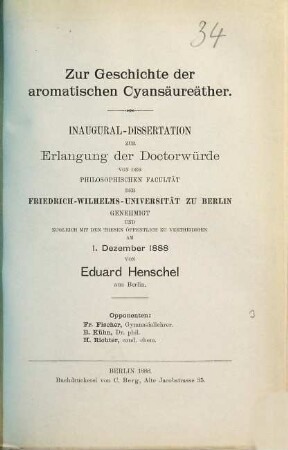 34
Zur Geschichte der
aromatischen Cyansäureäther.
INAUGURAL-DISSERTATION
ZUR
Erlangung der Doctorwürde
VON DER
PHILOSOPHISCHEN FACULTÄT
DER
FRIEDRICH-WILHELMS-UNIVERSITÄT ZU BERLIN
GENEHMIGT
UND
ZUGLEICH MIT DEN THESEN ÖFFENTLICH ZU VERTHEIDIGEN
AM
1. Dezember 1888
VON
Eduard Henschel
aus Berlin.
Opponenten:
Fr. Fischer, Gymnasiallehrer.
B. Kühn, Dr. phil.
H. Richter, cand. chem.
BERLIN 1888.
Buchdruckerei von C. Berg, Alte Jacobstrasse 25.